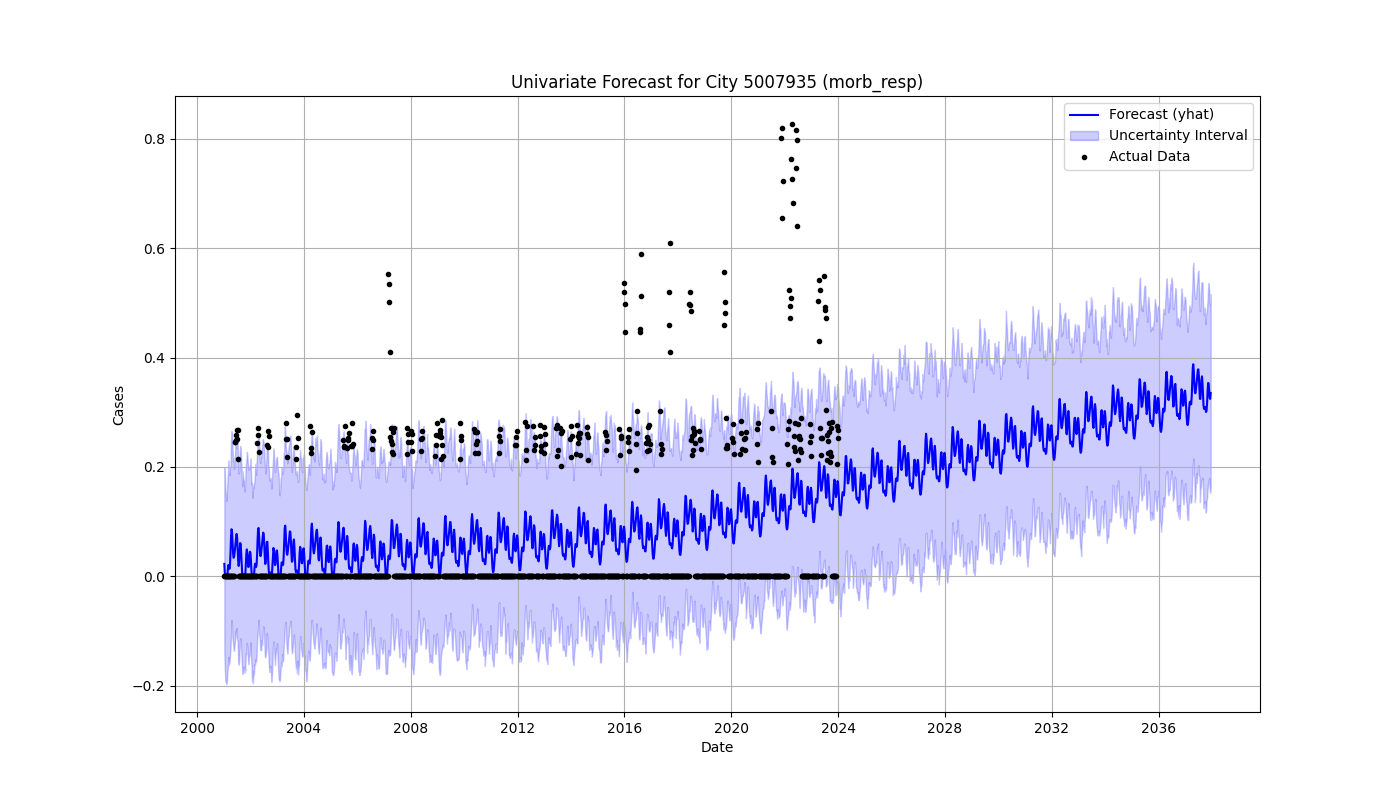 Univariate Forecast for City 5007935 (morb_resp)
Forecast (yhat)
Uncertainty Interval
Actual Data
Cases
0.8
0.6
0.4
0.2
0.0
−0.2
2000 2004 2008 2012 2016 2020 2024 2028 2032 2036
Date